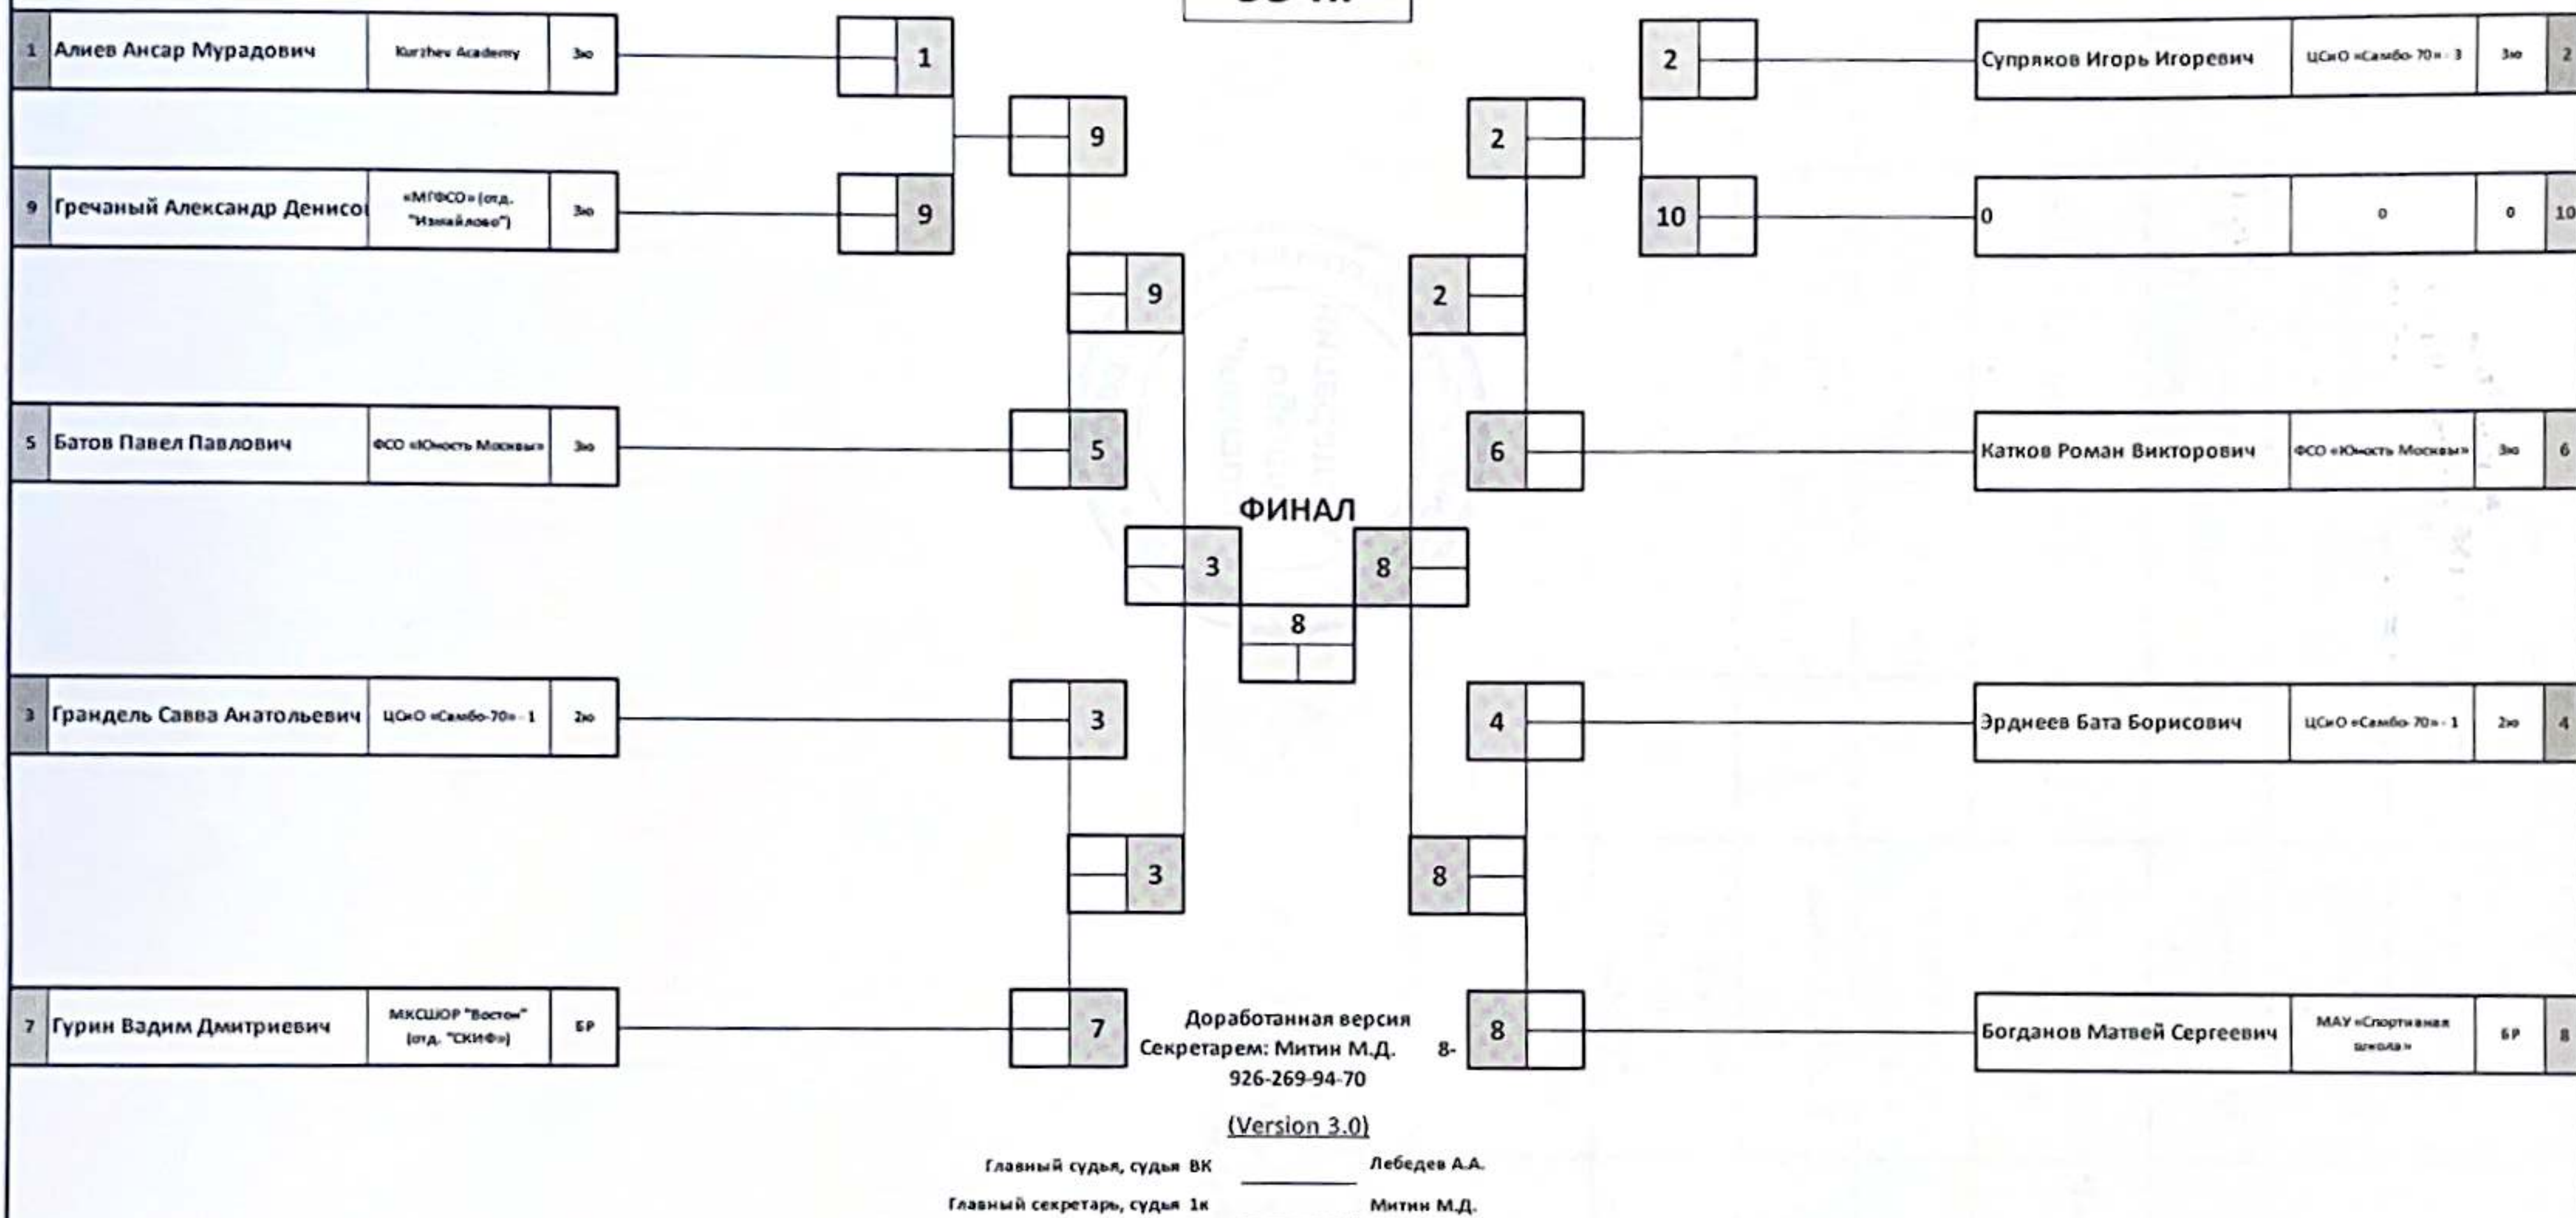 1 Алиев Ансар Мурадович Kurzhev Academy 3ю 1
2 Супряков Игорь Игоревич ЦСиО «Самбо-70» - 3 3ю 2
9
2
9 Гречаный Александр Денисо «МГФСО» (отд. "Измайлово") 3ю 9
10 0 0 0 10
9
2
5 Батов Павел Павлович ФСО «Юность Москвы» 3ю 5
6 Катков Роман Викторович ФСО «Юность Москвы» 3ю 6
ФИНАЛ
3 8
8
3 Грандель Савва Анатольевич ЦСиО «Самбо-70» - 1 2ю 3
4 Эрднеев Бата Борисович ЦСиО «Самбо-70» - 1 2ю 4
3
8
7 Гурин Вадим Дмитриевич МКСШОР "Восток" (отд. "СКИФ») БР 7
8 Богданов Матвей Сергеевич МАУ «Спортивная школа» БР 8
Доработанная версия
Секретарем: Митин М.Д. 8-
926-269-94-70
(Version 3.0)
Главный судья, судья ВК Лебедев А.А.
Главный секретарь, судья 1к Митин М.Д.